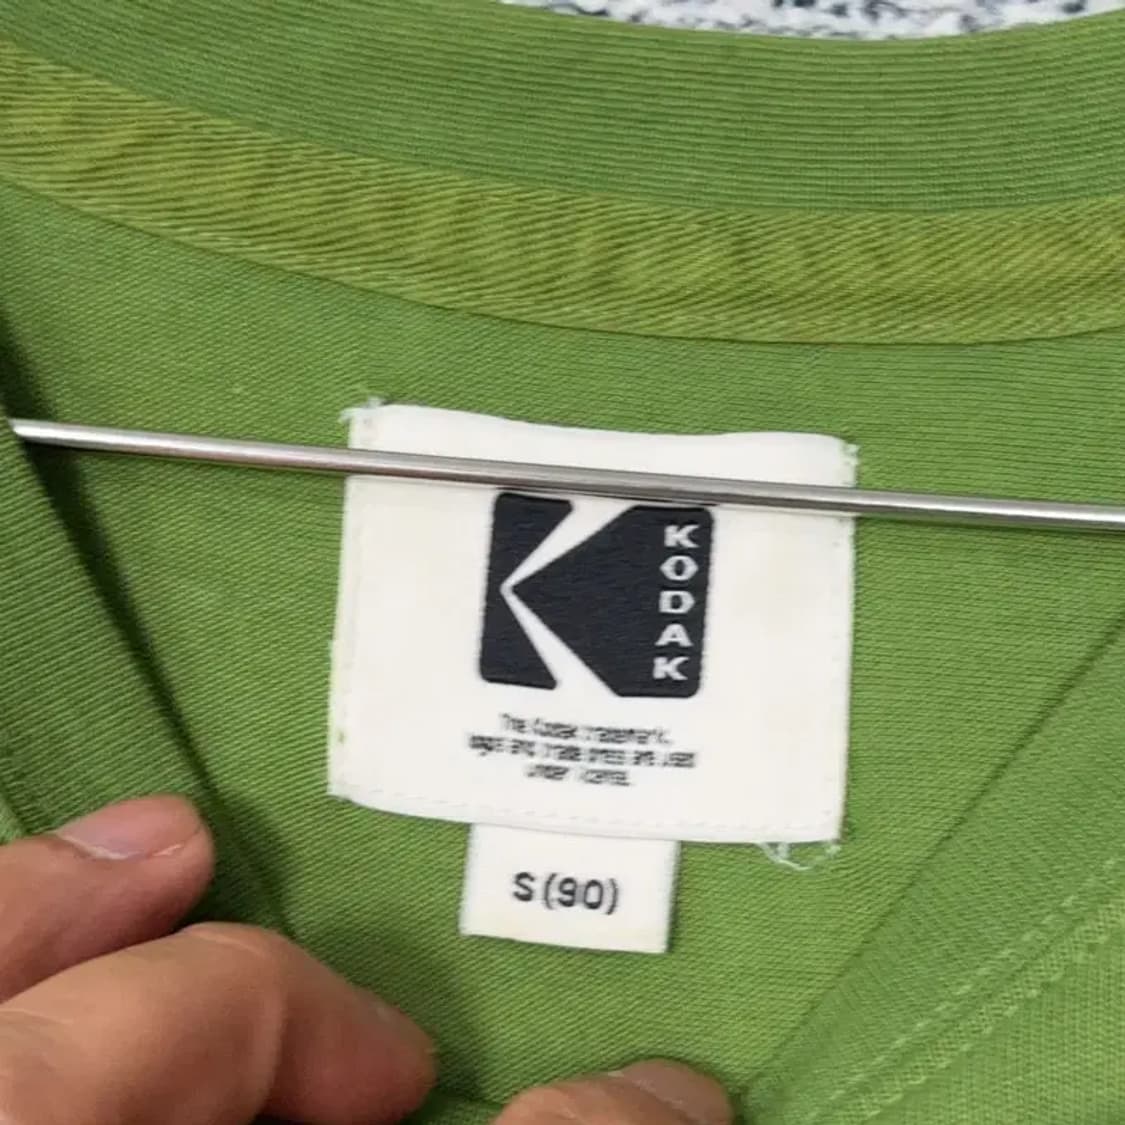 KODAK
The Kodak trademark,
logo and trade dress are used
under license.
S(90)